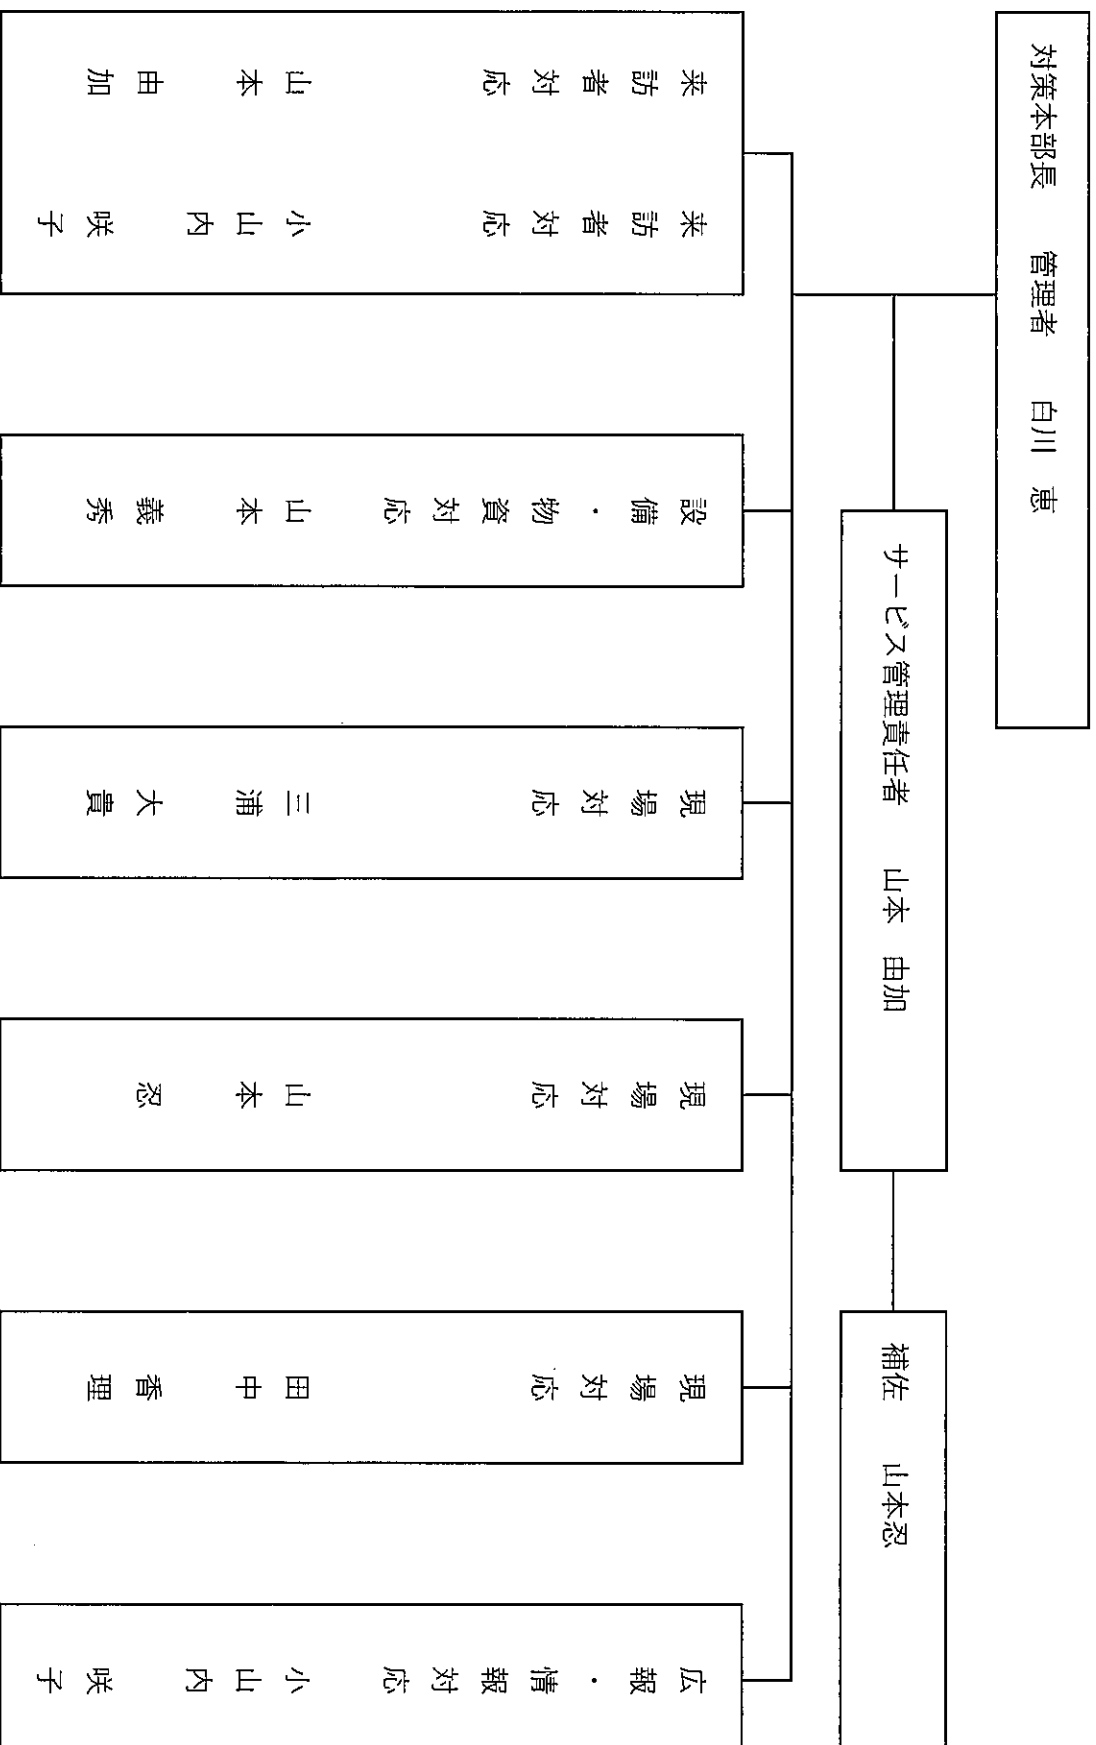 対策本部長　管理者　白川　恵
サービス管理責任者　山本　由加
補佐　山本忍
来訪者対応　山本　由加
来訪者対応　小山内　咲子
設備・物資対応　山本　義秀
現場対応　三浦　大貴
現場対応　山本　忍
現場対応　田中　香理
広報・情報対応　小山内　咲子